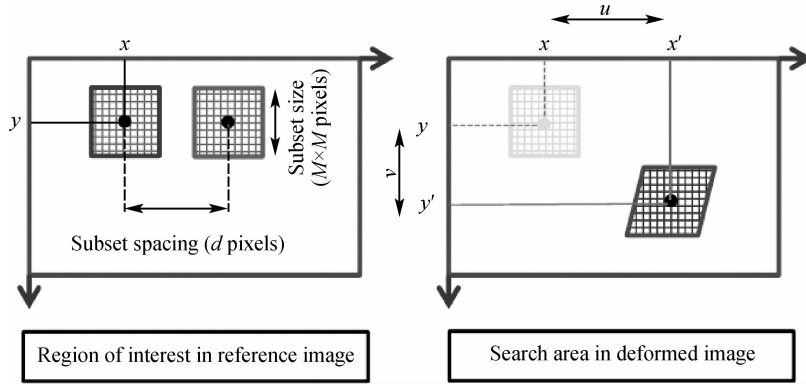 x
y
Subset size
(M×M pixels)
Subset spacing (d pixels)
Region of interest in reference image
u
x
x′
y
v
y′
Search area in deformed image